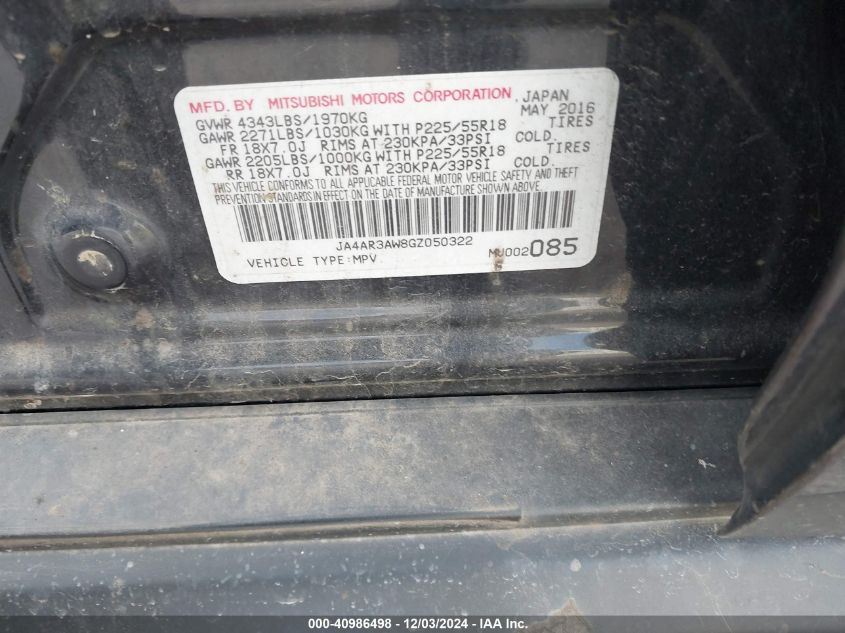 MFD. BY MITSUBISHI MOTORS CORPORATION, JAPAN
GVWR 4343LBS/1970KG MAY 2016
GAWR 2271LBS/1030KG WITH P225/55R18 TIRES
FR 18X7.0J RIMS AT 230KPA/33PSI COLD.
GAWR 2205LBS/1000KG WITH P225/55R18 TIRES
RR 18X7.0J RIMS AT 230KPA/33PSI COLD.
THIS VEHICLE CONFORMS TO ALL APPLICABLE FEDERAL MOTOR VEHICLE SAFETY AND THEFT
PREVENTION STANDARDS IN EFFECT ON THE DATE OF MANUFACTURE SHOWN ABOVE.
JA4AR3AW8GZ050322
VEHICLE TYPE:MPV MU002085
000-40986498 - 12/03/2024 - IAA Inc.